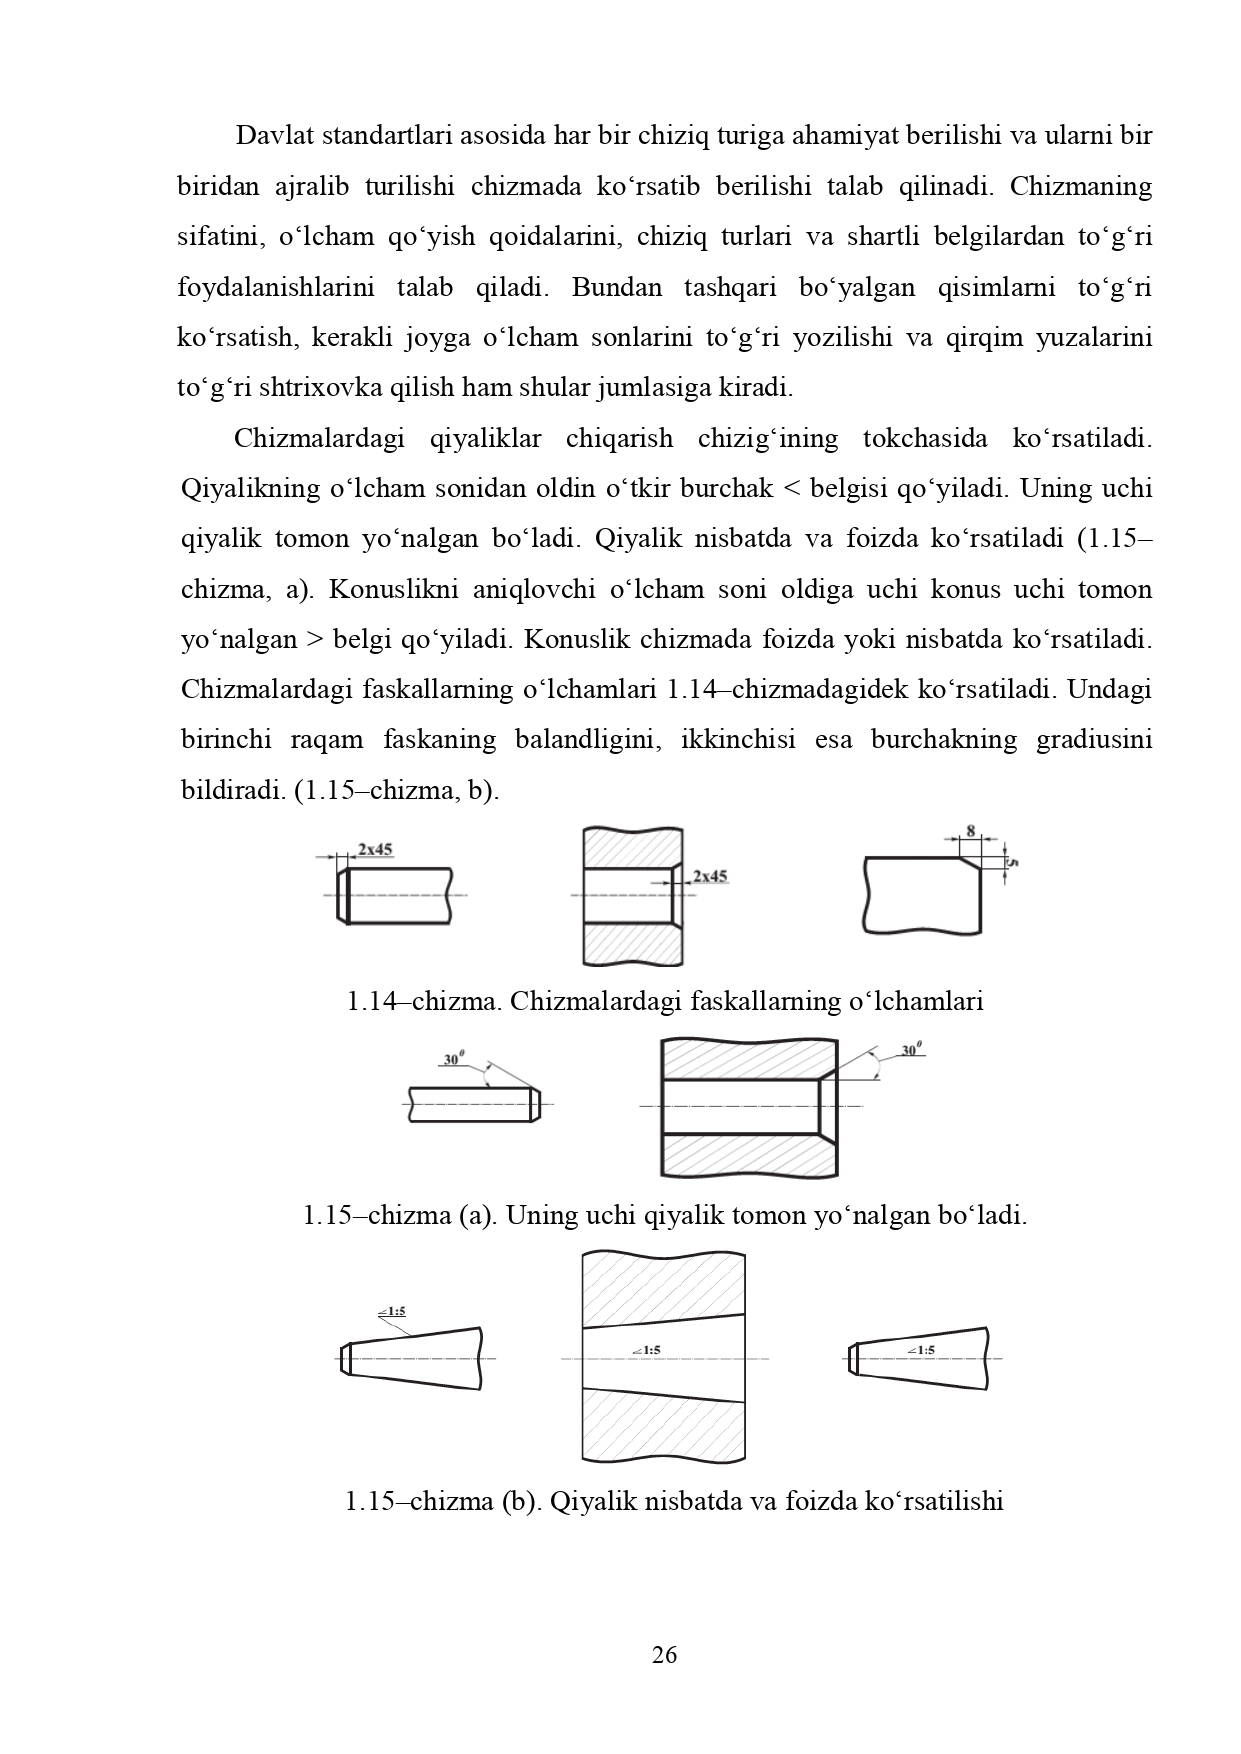 Davlat standartlari asosida har bir chiziq turiga ahamiyat berilishi va ularni bir
biridan ajralib turilishi chizmada ko‘rsatib berilishi talab qilinadi. Chizmaning
sifatini, o‘lcham qo‘yish qoidalarini, chiziq turlari va shartli belgilardan to‘g‘ri
foydalanishlarini talab qiladi. Bundan tashqari bo‘yalgan qisimlarni to‘g‘ri
ko‘rsatish, kerakli joyga o‘lcham sonlarini to‘g‘ri yozilishi va qirqim yuzalarini
to‘g‘ri shtrixovka qilish ham shular jumlasiga kiradi.
Chizmalardagi qiyaliklar chiqarish chizig‘ining tokchasida ko‘rsatiladi.
Qiyalikning o‘lcham sonidan oldin o‘tkir burchak < belgisi qo‘yiladi. Uning uchi
qiyalik tomon yo‘nalgan bo‘ladi. Qiyalik nisbatda va foizda ko‘rsatiladi (1.15–
chizma, a). Konuslikni aniqlovchi o‘lcham soni oldiga uchi konus uchi tomon
yo‘nalgan > belgi qo‘yiladi. Konuslik chizmada foizda yoki nisbatda ko‘rsatiladi.
Chizmalardagi faskallarning o‘lchamlari 1.14–chizmadagidek ko‘rsatiladi. Undagi
birinchi raqam faskaning balandligini, ikkinchisi esa burchakning gradiusini
bildiradi. (1.15–chizma, b).
2x45
2x45
8
5
1.14–chizma. Chizmalardagi faskallarning o‘lchamlari
30⁰
30⁰
1.15–chizma (a). Uning uchi qiyalik tomon yo‘nalgan bo‘ladi.
∠1:5
∠1:5
∠1:5
1.15–chizma (b). Qiyalik nisbatda va foizda ko‘rsatilishi
26